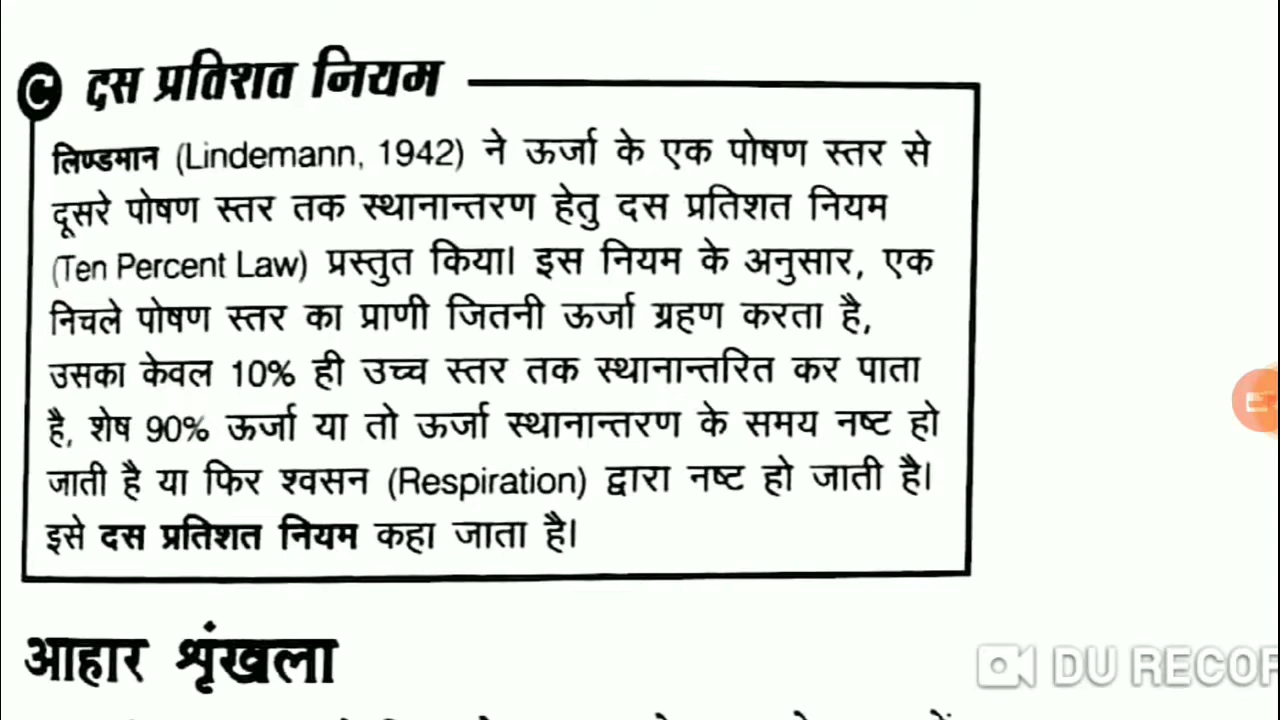 C दस प्रतिशत नियम
लिण्डमान (Lindemann, 1942) ने ऊर्जा के एक पोषण स्तर से
दूसरे पोषण स्तर तक स्थानान्तरण हेतु दस प्रतिशत नियम
(Ten Percent Law) प्रस्तुत किया। इस नियम के अनुसार, एक
निचले पोषण स्तर का प्राणी जितनी ऊर्जा ग्रहण करता है,
उसका केवल 10% ही उच्च स्तर तक स्थानान्तरित कर पाता
है, शेष 90% ऊर्जा या तो ऊर्जा स्थानान्तरण के समय नष्ट हो
जाती है या फिर श्वसन (Respiration) द्वारा नष्ट हो जाती है।
इसे दस प्रतिशत नियम कहा जाता है।
आहार शृंखला
DU RECOR